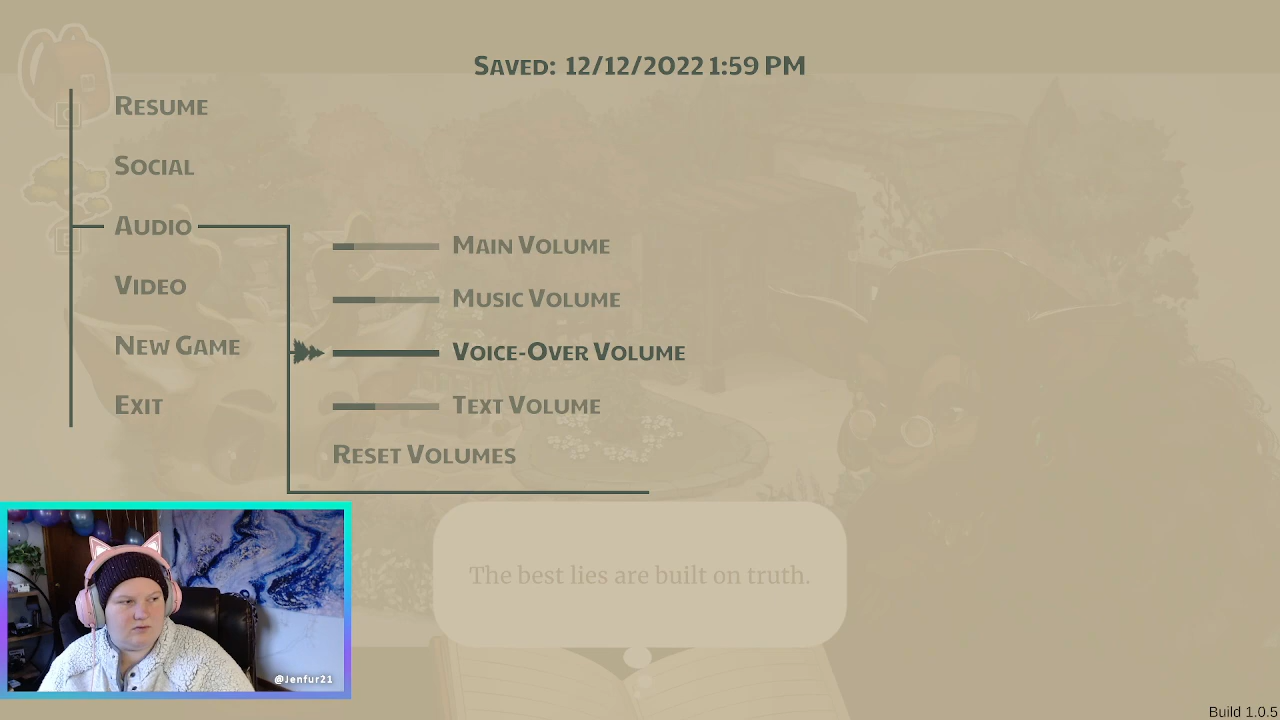 Saved: 12/12/2022 1:59 PM
Resume
Social
Audio
Video
New Game
Exit
Main Volume
Music Volume
Voice-Over Volume
Text Volume
Reset Volumes
The best lies are built on truth.
@Jenfur21
Build 1.0.5